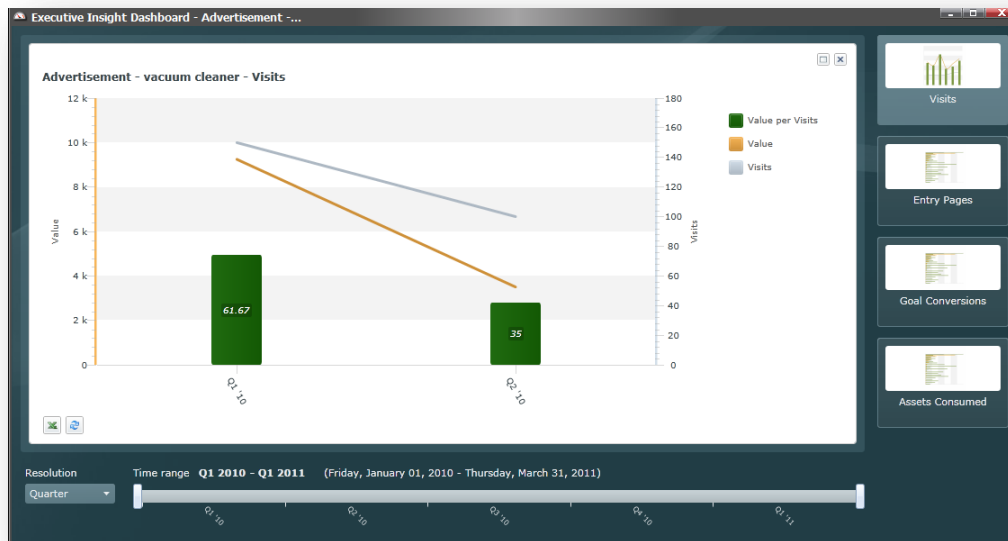 Executive Insight Dashboard - Advertisement -...
Advertisement - vacuum cleaner - Visits
12 k
10 k
8 k
6 k
4 k
2 k
0
Value
61.67
35
Q1 '10
Q2 '10
180
160
140
120
100
80
60
40
20
0
Visits
Value per Visits
Value
Visits
Visits
Entry Pages
Goal Conversions
Assets Consumed
Resolution
Quarter
Time range Q1 2010 - Q1 2011 (Friday, January 01, 2010 - Thursday, March 31, 2011)
Q1 '10
Q2 '10
Q3 '10
Q4 '10
Q1 '11